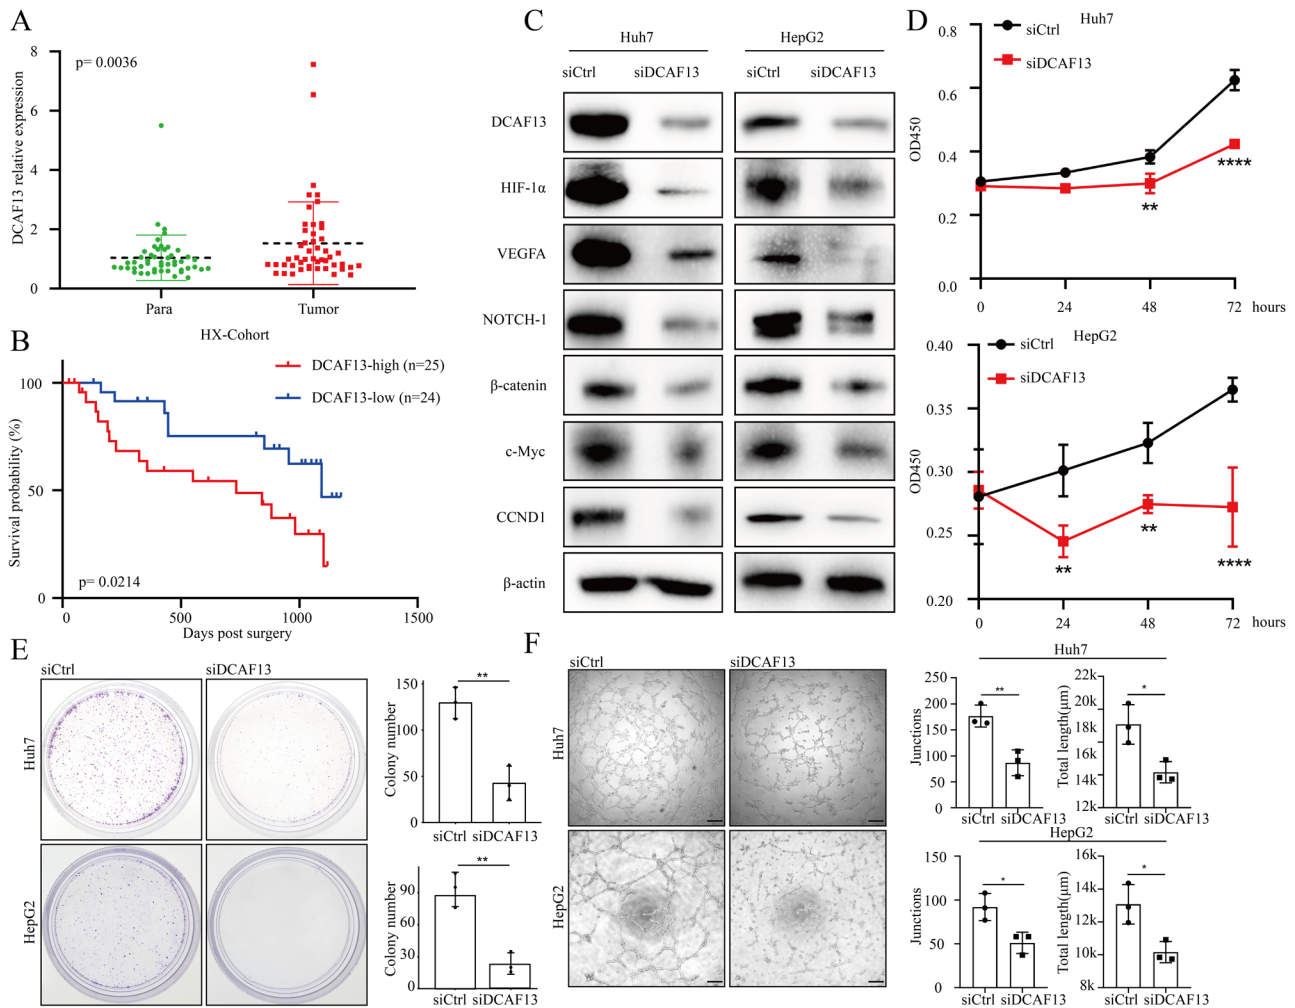 A
DCAF13 relative expression
8
6
4
2
0
p= 0.0036
Para
Tumor
B
HX-Cohort
Survival probability (%)
100
50
0
DCAF13-high (n=25)
DCAF13-low (n=24)
p= 0.0214
0
500
1000
1500
Days post surgery
C
Huh7
HepG2
siCtrl
siDCAF13
siCtrl
siDCAF13
DCAF13
HIF-1α
VEGFA
NOTCH-1
β-catenin
c-Myc
CCND1
β-actin
D
Huh7
siCtrl
siDCAF13
OD450
0.8
0.6
0.4
0.2
0.0
**
****
0
24
48
72
hours
HepG2
siCtrl
siDCAF13
OD450
0.40
0.35
0.30
0.25
0.20
**
**
****
0
24
48
72
hours
E
siCtrl
siDCAF13
Huh7
HepG2
Colony number
150
100
50
0
**
siCtrl
siDCAF13
Colony number
90
60
30
0
**
siCtrl
siDCAF13
F
siCtrl
siDCAF13
Huh7
HepG2
Huh7
Junctions
250
200
150
100
50
0
**
siCtrl
siDCAF13
Total length(μm)
22k
20k
18k
16k
14k
12k
*
siCtrl
siDCAF13
HepG2
Junctions
150
100
50
0
*
siCtrl
siDCAF13
Total length(μm)
16k
14k
12k
10k
8k
*
siCtrl
siDCAF13